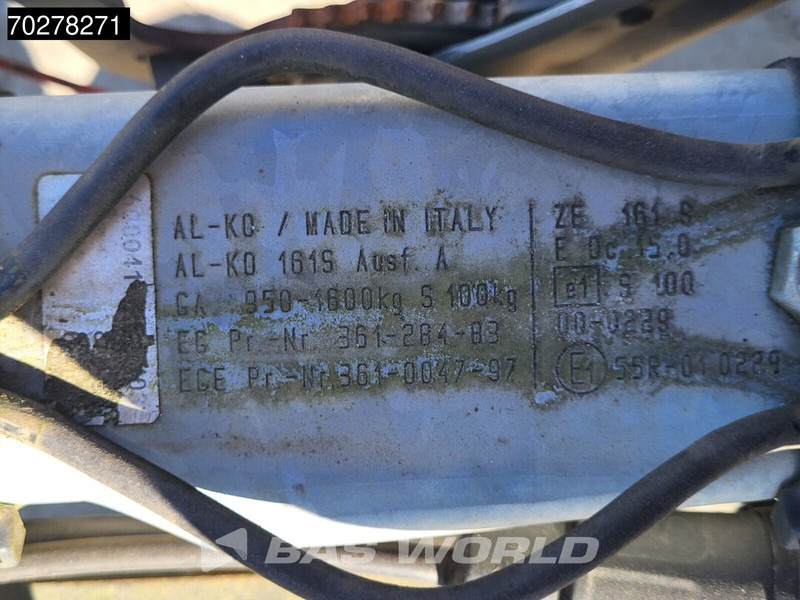 70278271
AL-KO / MADE IN ITALY
AL-KO 161S Ausf. A
GA 950-1600kg S 100kg
EG Pr.-Nr. 361-284-83
ECE Pr.-Nr.361-0047-97
ZE 161 S
E Dc 15.0
e1 S 100
00-0229
E1 55R-01 0229
BAS WORLD